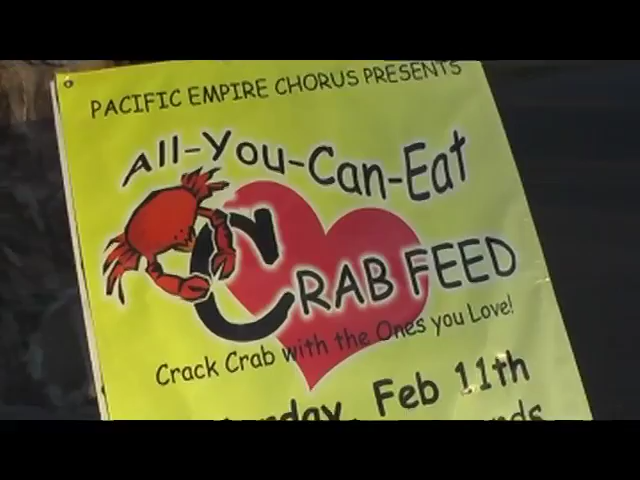 PACIFIC EMPIRE CHORUS PRESENTS
All-You-Can-Eat
CRAB FEED
Crack Crab with the Ones you Love!
Feb 11th